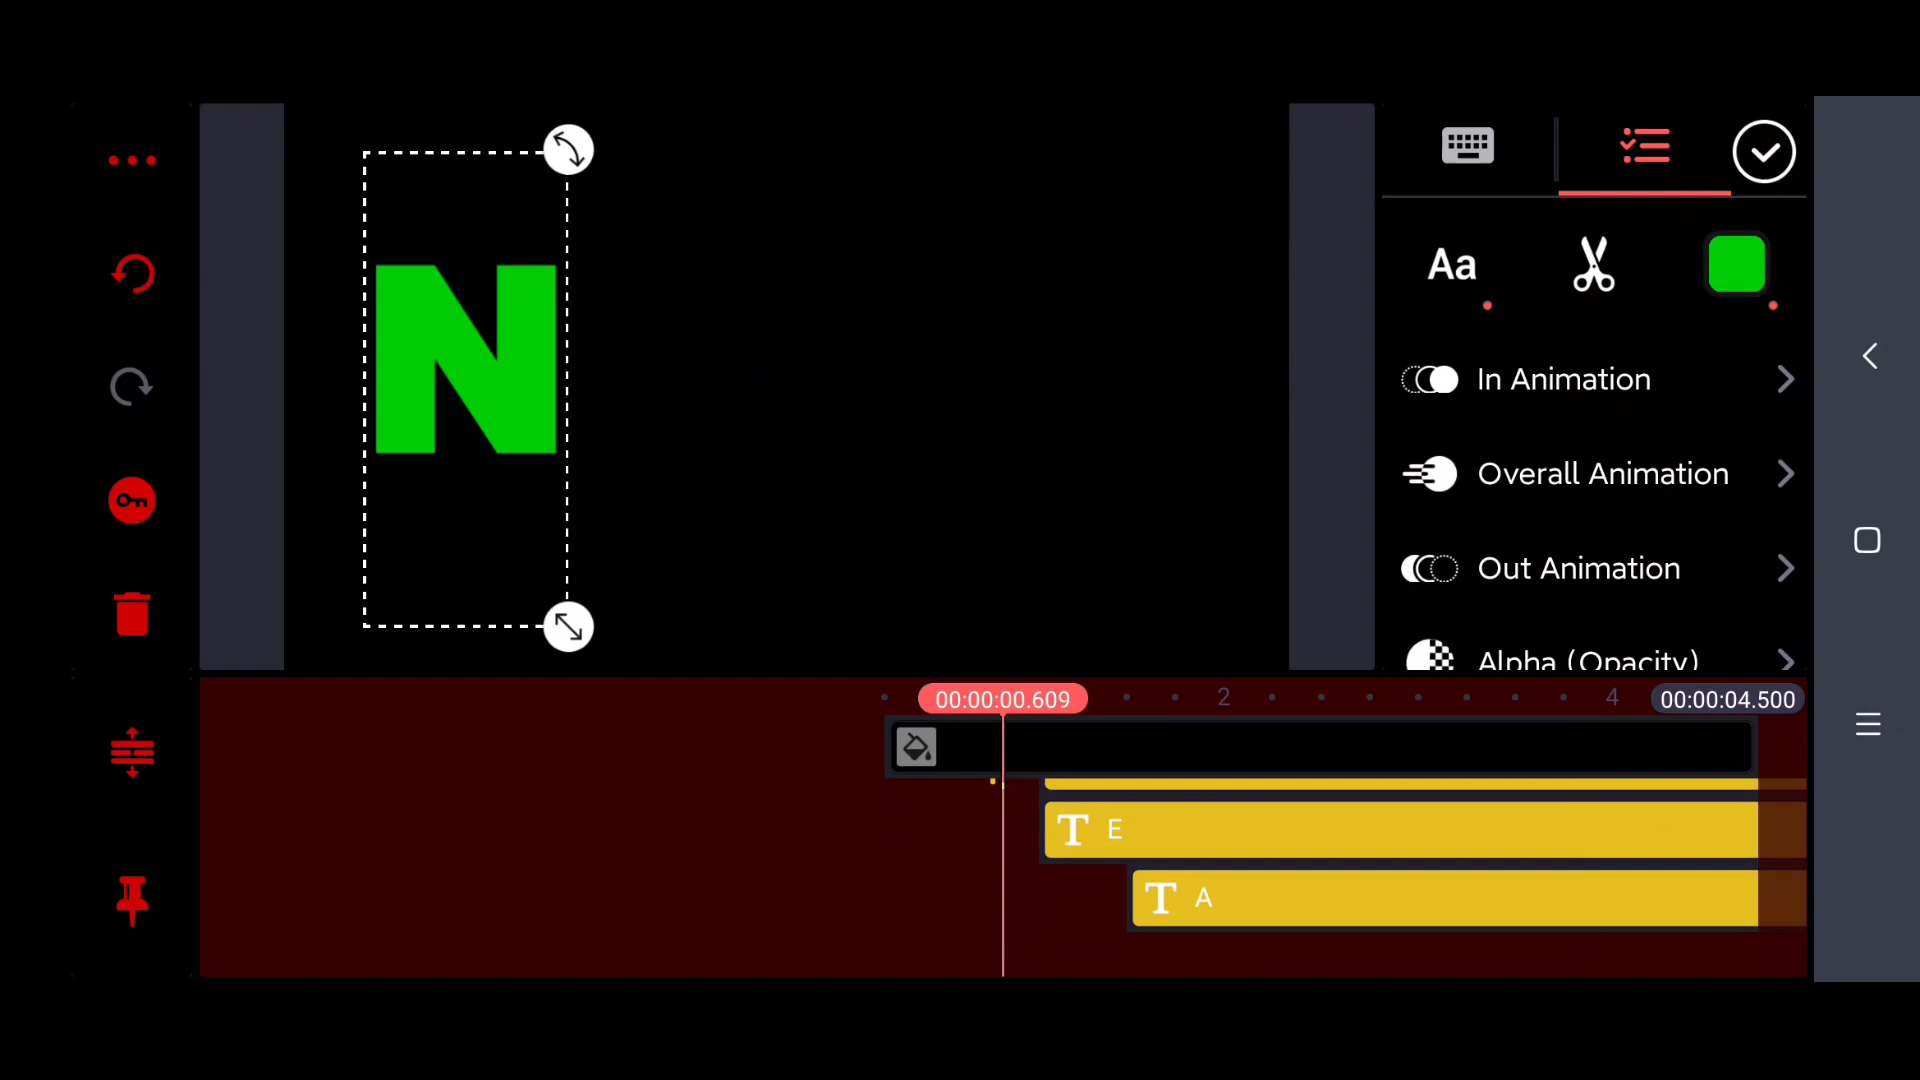 N
Aa
In Animation
Overall Animation
Out Animation
Alpha (Opacity)
00:00:00.609
2
4
00:00:04.500
T E
T A